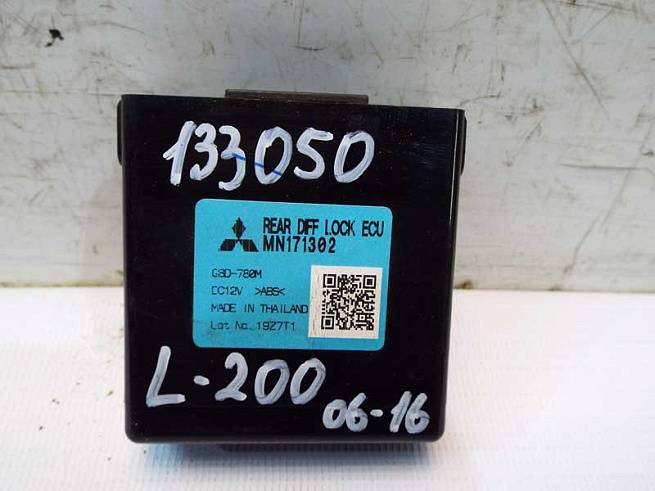 133050
REAR DIFF LOCK ECU
MN171302
G8D-780M
DC12V >ABS<
MADE IN THAILAND
Lot No. 19Z7T1
L-200
06-16